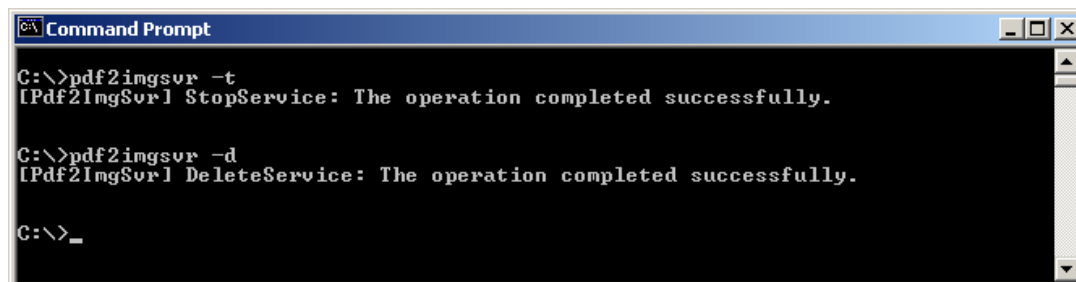 Command Prompt
C:\>pdf2imgsvr -t
[Pdf2ImgSvr] StopService: The operation completed successfully.
C:\>pdf2imgsvr -d
[Pdf2ImgSvr] DeleteService: The operation completed successfully.
C:\>_